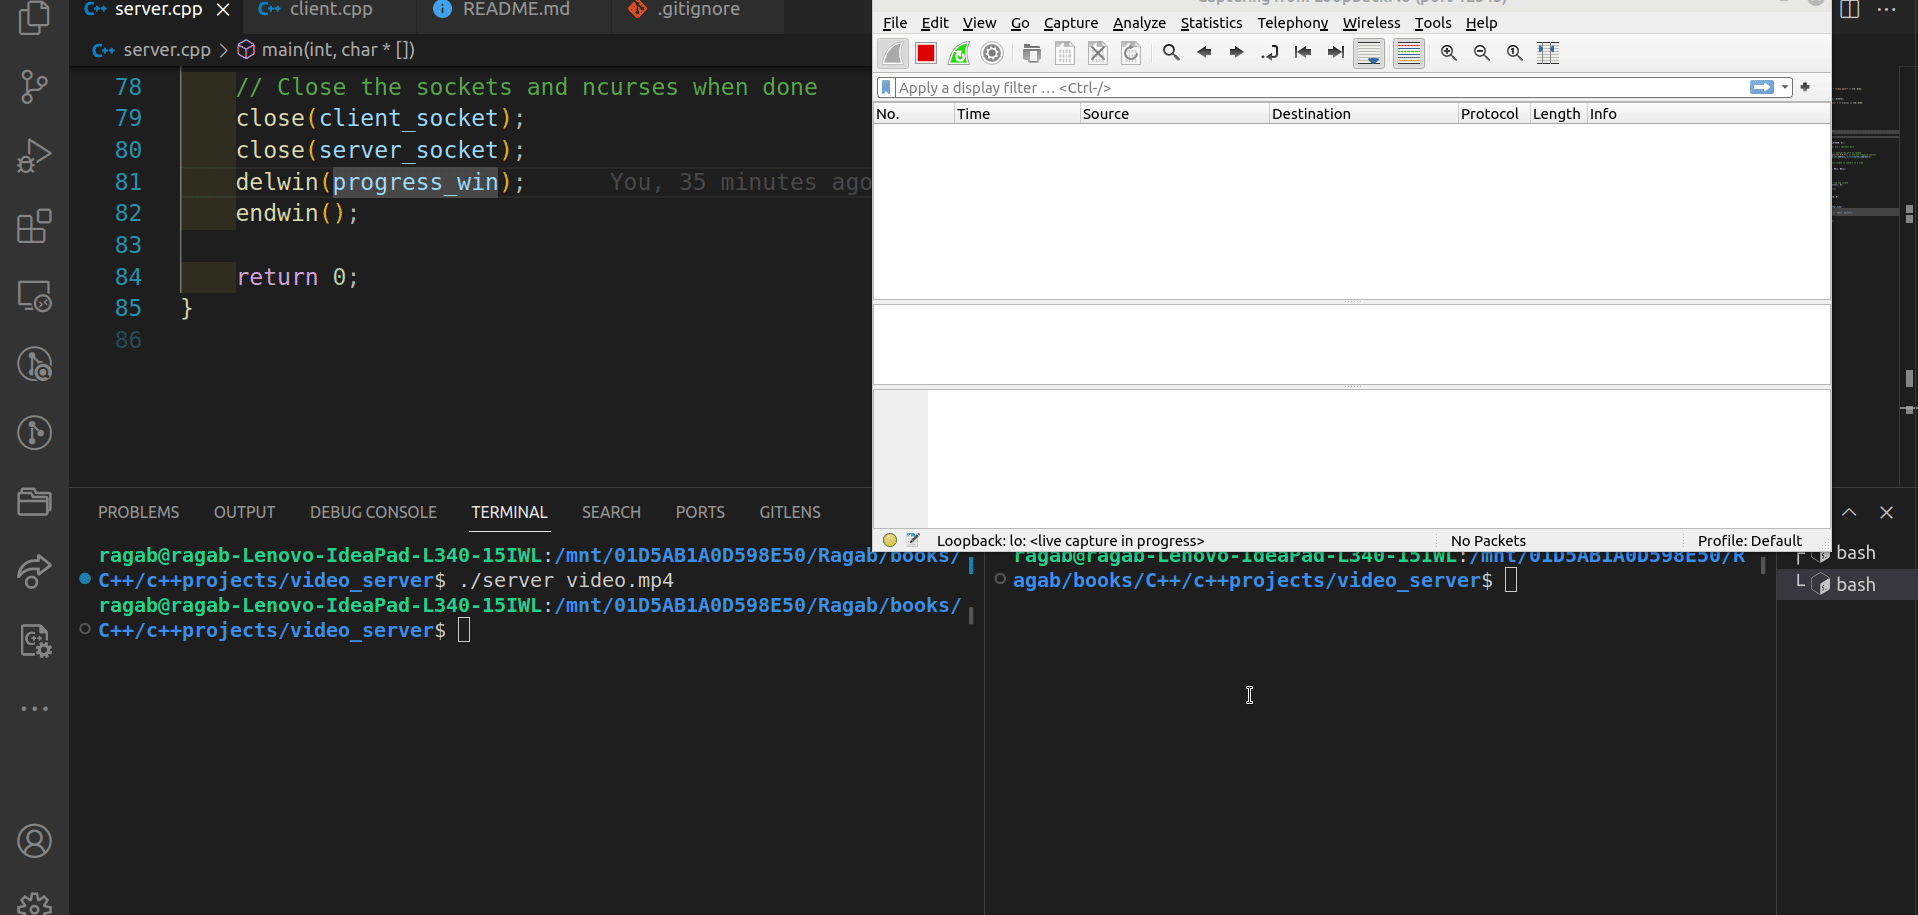 server.cpp
client.cpp
README.md
.gitignore
server.cpp > main(int, char * [])
78 // Close the sockets and ncurses when done
79 close(client_socket);
80 close(server_socket);
81 delwin(progress_win); You, 35 minutes ago
82 endwin();
83
84 return 0;
85 }
86
File Edit View Go Capture Analyze Statistics Telephony Wireless Tools Help
Apply a display filter … <Ctrl-/>
No. Time Source Destination Protocol Length Info
Loopback: lo: <live capture in progress> No Packets Profile: Default
PROBLEMS OUTPUT DEBUG CONSOLE TERMINAL SEARCH PORTS GITLENS
ragab@ragab-Lenovo-IdeaPad-L340-15IWL:/mnt/01D5AB1A0D598E50/Ragab/books/
C++/c++projects/video_server$ ./server video.mp4
ragab@ragab-Lenovo-IdeaPad-L340-15IWL:/mnt/01D5AB1A0D598E50/Ragab/books/
C++/c++projects/video_server$
ragab@ragab-Lenovo-IdeaPad-L340-15IWL:/mnt/01D5AB1A0D598E50/R
agab/books/C++/c++projects/video_server$
bash
bash